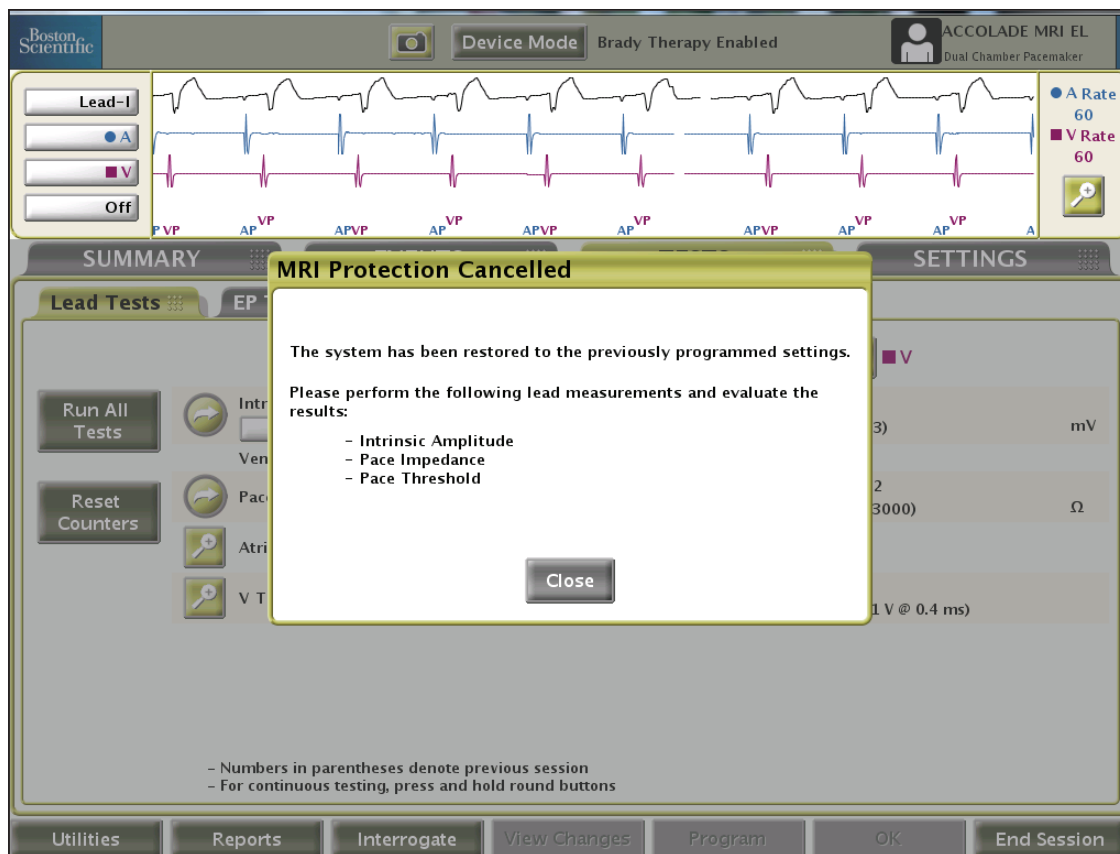 Boston
Scientific
Device Mode
Brady Therapy Enabled
ACCOLADE MRI EL
Dual Chamber Pacemaker
Lead-I
A
V
Off
P VP AP VP APVP AP VP APVP AP VP APVP AP VP AP VP A
A Rate
60
V Rate
60
SUMMARY
SETTINGS
Lead Tests
EP
MRI Protection Cancelled
The system has been restored to the previously programmed settings.
Please perform the following lead measurements and evaluate the
results:
- Intrinsic Amplitude
- Pace Impedance
- Pace Threshold
Close
V
Run All
Tests
Intr
3) mV
Ven
Reset
Counters
Pac
2
3000) Ω
Atri
V T
1 V @ 0.4 ms)
- Numbers in parentheses denote previous session
- For continuous testing, press and hold round buttons
Utilities
Reports
Interrogate
View Changes
Program
OK
End Session